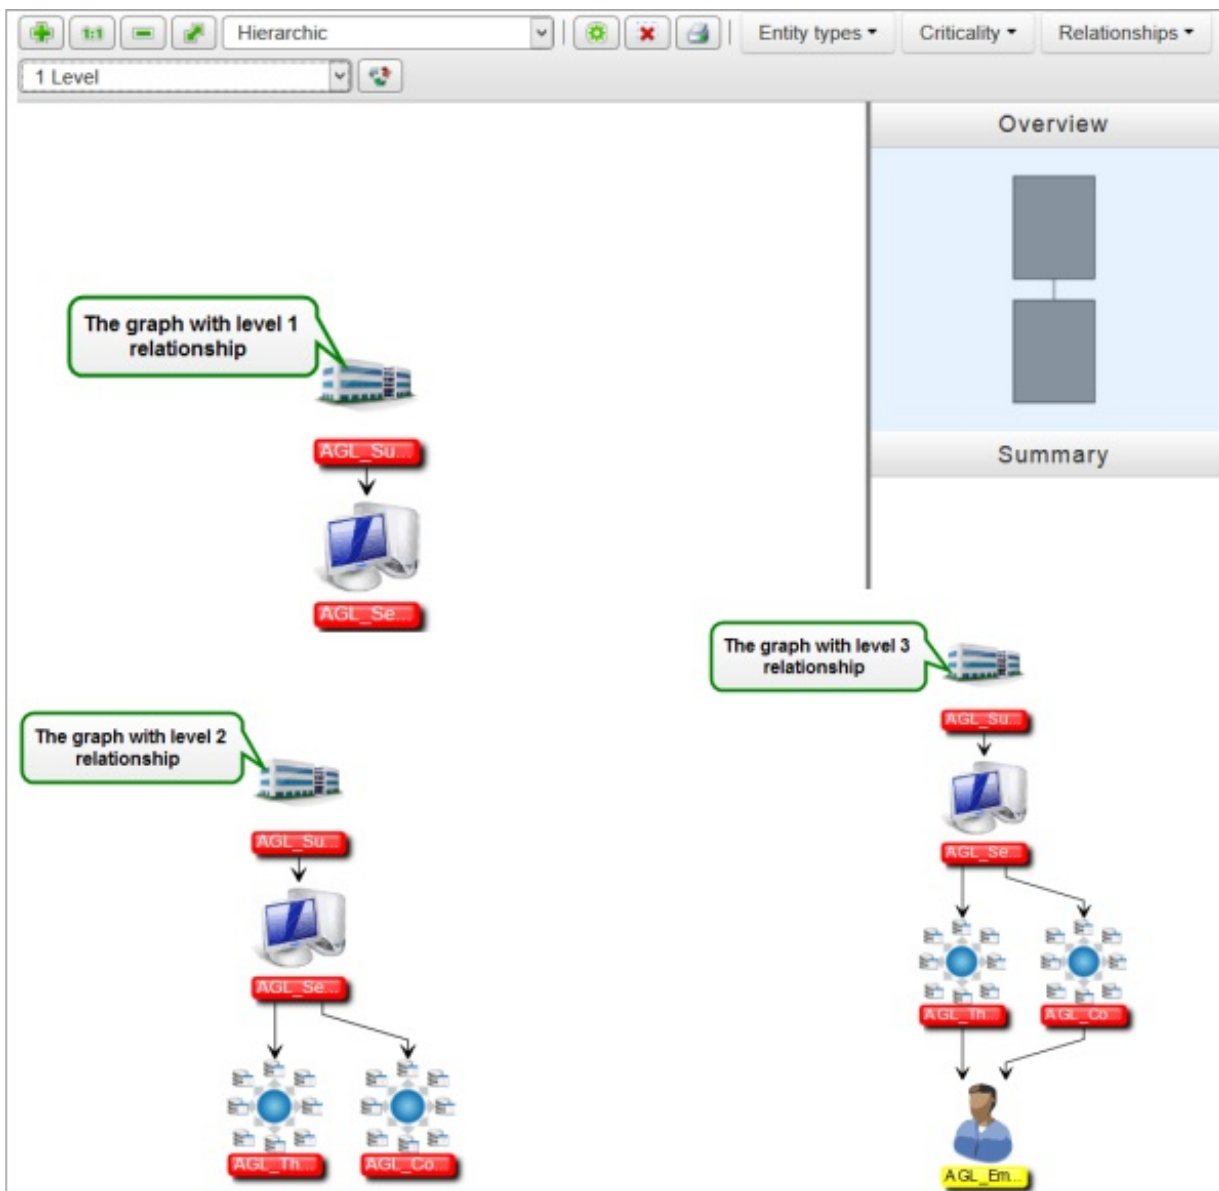 1:1
Hierarchic
Entity types
Criticality
Relationships
1 Level
Overview
The graph with level 1
relationship
AGL_Su...
Summary
AGL_Se...
The graph with level 3
relationship
AGL_Su...
AGL_Se...
AGL_Th...
AGL_Co...
AGL_Em...
The graph with level 2
relationship
AGL_Su...
AGL_Se...
AGL_Th...
AGL_Co...